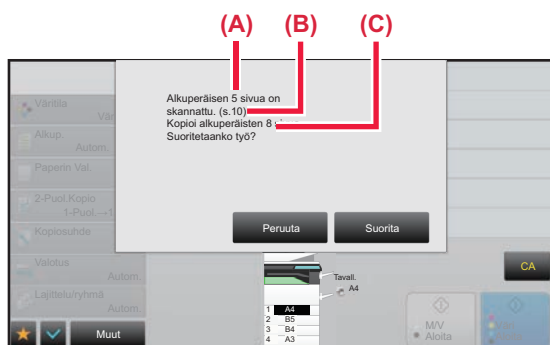 (A) (B) (C)
Alkuperäisen 5 sivua on
skannattu. (s.10)
Kopioi alkuperäisten 8
Suoritetaanko työ?
Peruuta Suorita
Väritila
Alkup.
Autom.
Paperin Val.
2-Puol.Kopio
1-Puol.→1
Kopiosuhde
Valotus
Autom.
Lajittelu/ryhmä
Autom.
Muut
Tavall.
A4
1 A4
2 B5
3 B4
4 A3
CA
M/V
Aloita